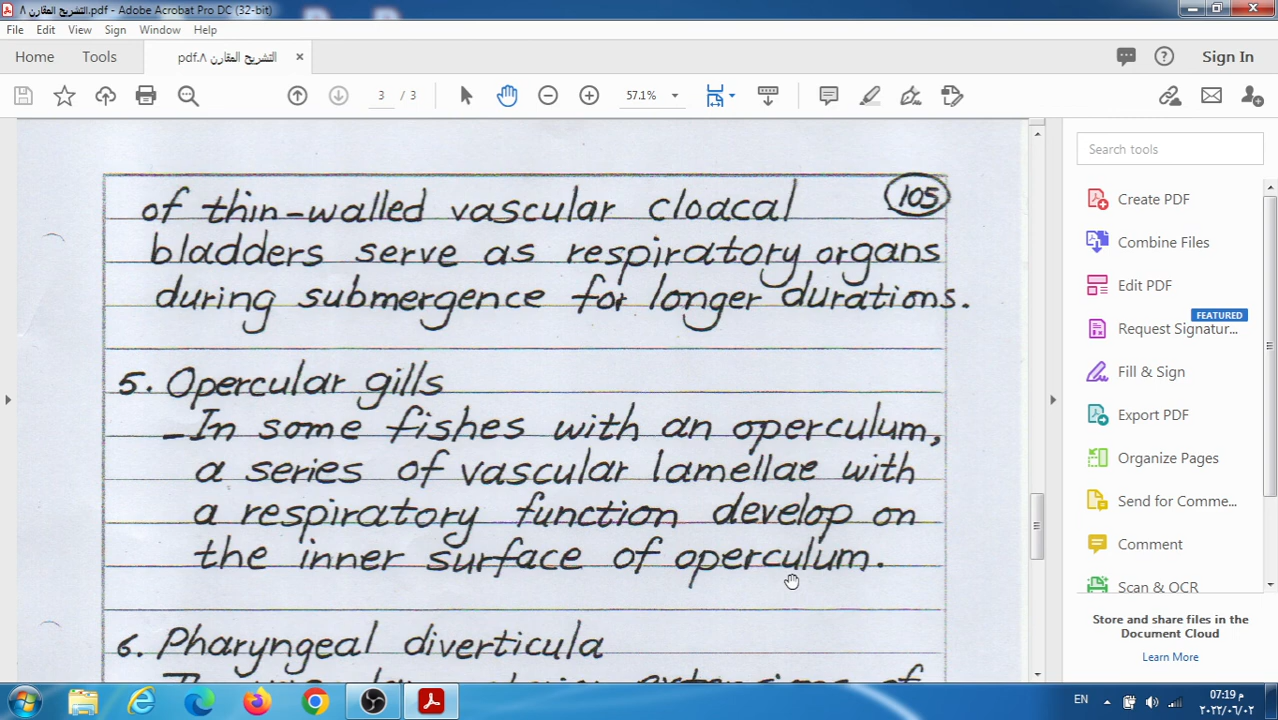 التشريح المقارن ٨.pdf - Adobe Acrobat Pro DC (32-bit)
File Edit View Sign Window Help
Home Tools التشريح المقارن ٨.pdf × Sign In
3 / 3 57.1%
of thin-walled vascular cloacal 105
bladders serve as respiratory organs
during submergence for longer durations.
5. Opercular gills
-In some fishes with an operculum,
a series of vascular lamellae with
a respiratory function develop on
the inner surface of operculum.
6. Pharyngeal diverticula
Search tools
Create PDF
Combine Files
Edit PDF
FEATURED
Request Signatur...
Fill & Sign
Export PDF
Organize Pages
Send for Comme...
Comment
Scan & OCR
Store and share files in the
Document Cloud
Learn More
EN
07:19 م
٢٠٢٢/٠٦/٠٢